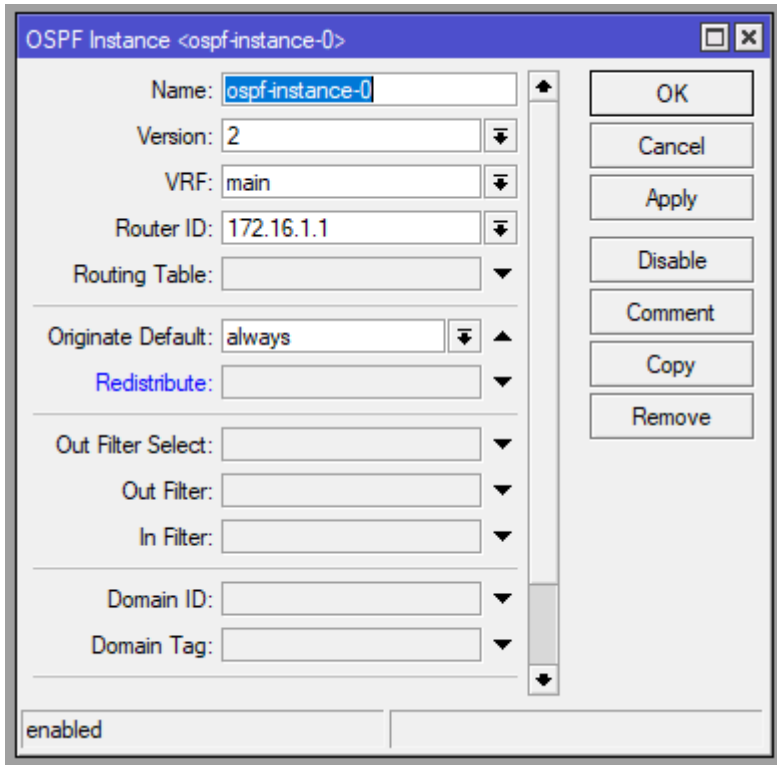 OSPF Instance <ospf-instance-0>
Name: ospf-instance-0
Version: 2
VRF: main
Router ID: 172.16.1.1
Routing Table:
Originate Default: always
Redistribute:
Out Filter Select:
Out Filter:
In Filter:
Domain ID:
Domain Tag:
OK
Cancel
Apply
Disable
Comment
Copy
Remove
enabled